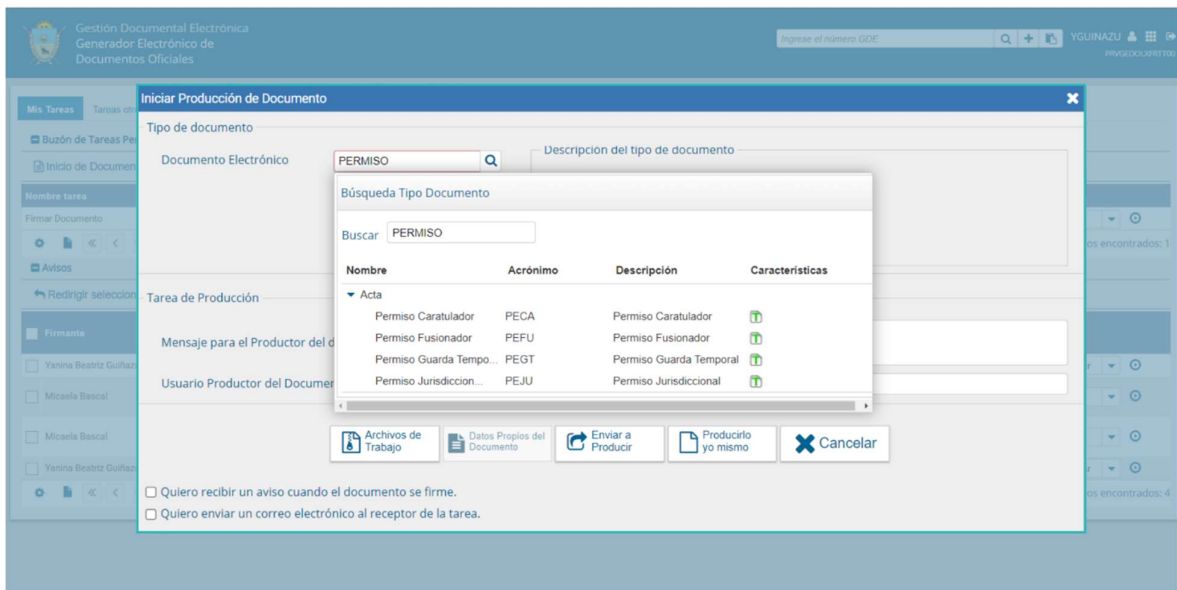 Gestión Documental Electrónica
Generador Electrónico de
Documentos Oficiales
Ingrese el número GDE
YGUINAZU
Iniciar Producción de Documento
Mis Tareas
Tipo de documento
Buzón de Tareas Pe
Documento Electrónico
PERMISO
Descripción del tipo de documento
Inicio de Documen
Búsqueda Tipo Documento
Nombre tarea
Firmar Documento
Buscar
PERMISO
os encontrados: 1
Avisos
Nombre Acrónimo Descripción Características
Redirigir seleccion
Tarea de Producción
Acta
Permiso Caratulador PECA Permiso Caratulador
Firmante
Permiso Fusionador PEFU Permiso Fusionador
Mensaje para el Productor del d
Permiso Guarda Tempo... PEGT Permiso Guarda Temporal
Yanina Beatriz Guiñaz
Permiso Jurisdiccion... PEJU Permiso Jurisdiccional
Usuario Productor del Documen
Micaela Bascal
Micaela Bascal
Archivos de Trabajo
Datos Propios del Documento
Enviar a Producir
Producirlo yo mismo
Cancelar
Yanina Beatriz Guiñaz
Quiero recibir un aviso cuando el documento se firme.
os encontrados: 4
Quiero enviar un correo electrónico al receptor de la tarea.